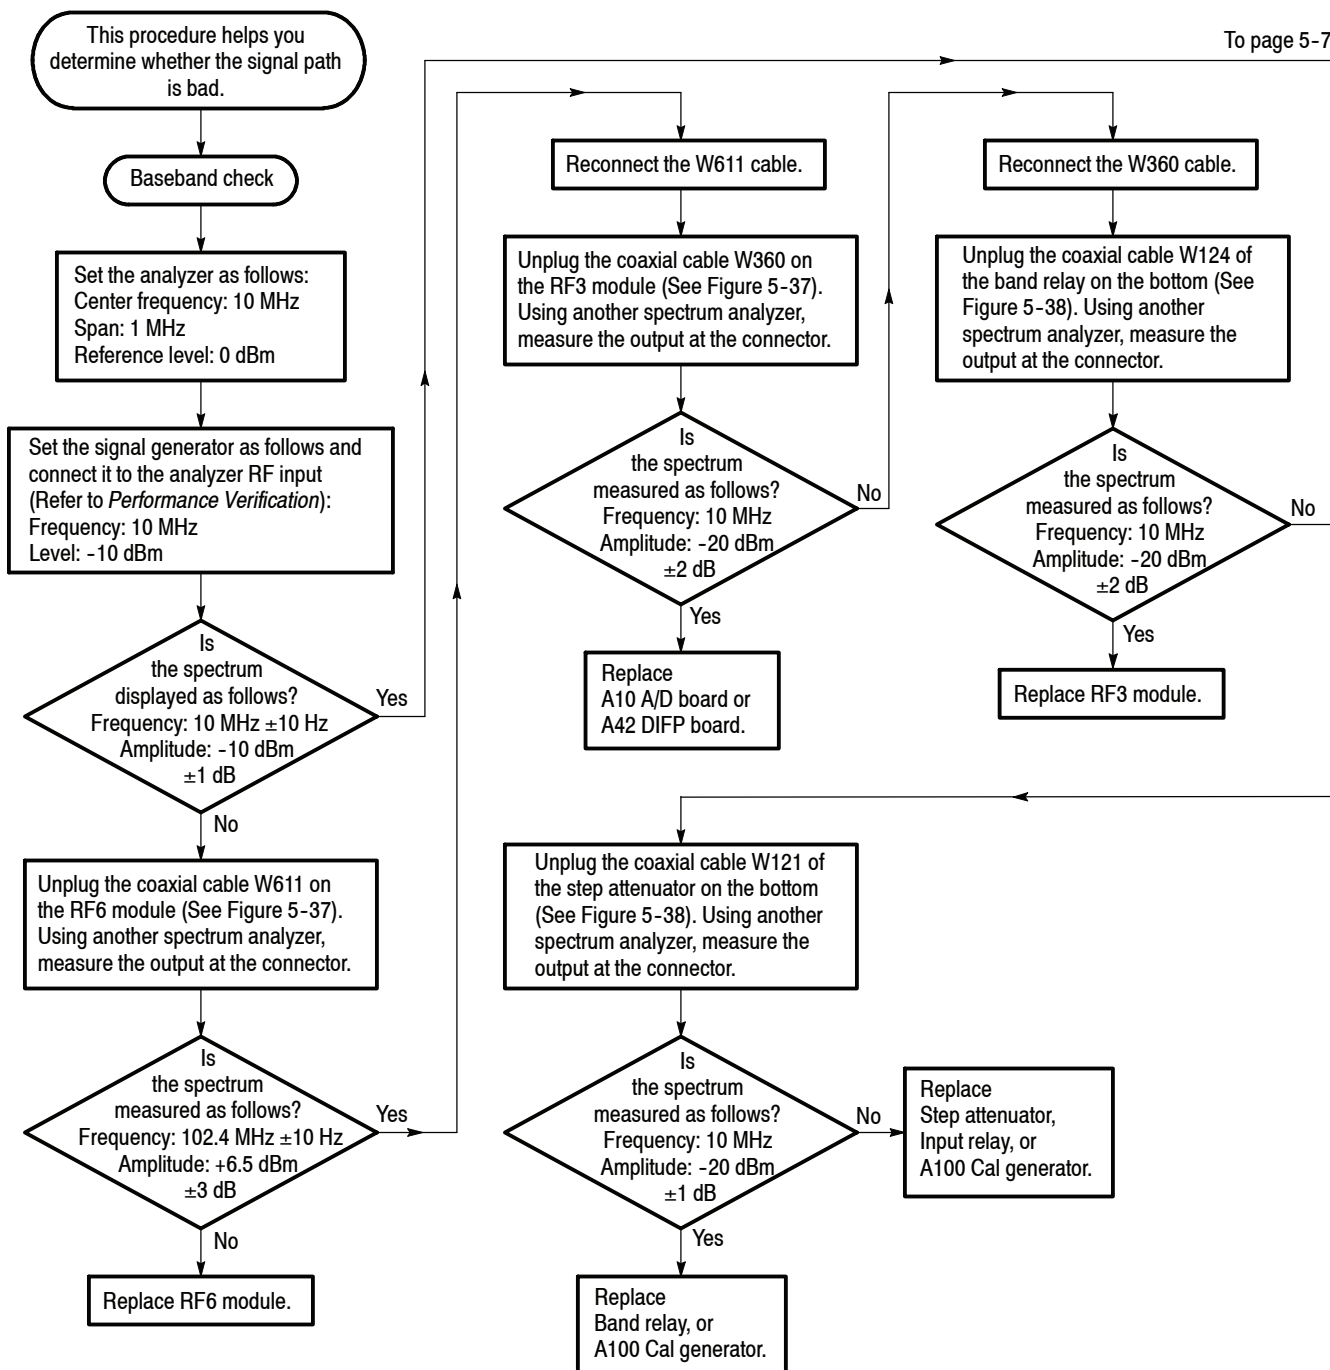 This procedure helps you
determine whether the signal path
is bad.
Baseband check
Set the analyzer as follows:
Center frequency: 10 MHz
Span: 1 MHz
Reference level: 0 dBm
Set the signal generator as follows and
connect it to the analyzer RF input
(Refer to Performance Verification):
Frequency: 10 MHz
Level: -10 dBm
Is
the spectrum
displayed as follows?
Frequency: 10 MHz ±10 Hz
Amplitude: -10 dBm
±1 dB
Yes
No
Unplug the coaxial cable W611 on
the RF6 module (See Figure 5-37).
Using another spectrum analyzer,
measure the output at the connector.
Is
the spectrum
measured as follows?
Frequency: 102.4 MHz ±10 Hz
Amplitude: +6.5 dBm
±3 dB
Yes
No
Replace RF6 module.
To page 5-7
Reconnect the W611 cable.
Unplug the coaxial cable W360 on
the RF3 module (See Figure 5-37).
Using another spectrum analyzer,
measure the output at the connector.
Is
the spectrum
measured as follows?
Frequency: 10 MHz
Amplitude: -20 dBm
±2 dB
No
Yes
Replace
A10 A/D board or
A42 DIFP board.
Reconnect the W360 cable.
Unplug the coaxial cable W124 of
the band relay on the bottom (See
Figure 5-38). Using another
spectrum analyzer, measure the
output at the connector.
Is
the spectrum
measured as follows?
Frequency: 10 MHz
Amplitude: -20 dBm
±2 dB
No
Yes
Replace RF3 module.
Unplug the coaxial cable W121 of
the step attenuator on the bottom
(See Figure 5-38). Using another
spectrum analyzer, measure the
output at the connector.
Is
the spectrum
measured as follows?
Frequency: 10 MHz
Amplitude: -20 dBm
±1 dB
No
Yes
Replace
Step attenuator,
Input relay, or
A100 Cal generator.
Replace
Band relay, or
A100 Cal generator.